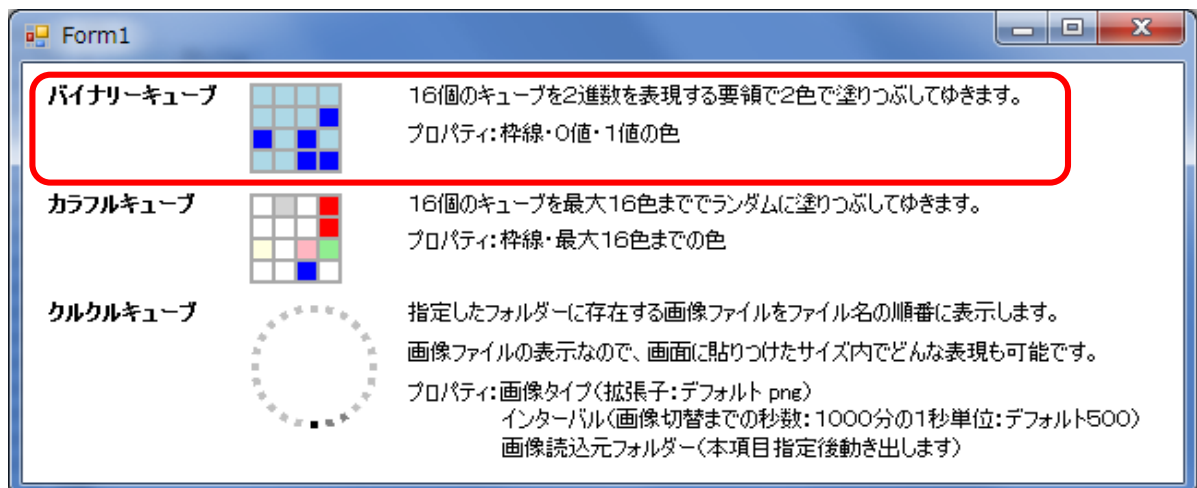 Form1
バイナリーキューブ
16個のキューブを2進数を表現する要領で2色で塗りつぶしてゆきます。
プロパティ:枠線・0値・1値の色
カラフルキューブ
16個のキューブを最大16色まででランダムに塗りつぶしてゆきます。
プロパティ:枠線・最大16色までの色
クルクルキューブ
指定したフォルダーに存在する画像ファイルをファイル名の順番に表示します。
画像ファイルの表示なので、画面に貼りつけたサイズ内でどんな表現も可能です。
プロパティ:画像タイプ(拡張子:デフォルト png)
インターバル(画像切替までの秒数:1000分の1秒単位:デフォルト500)
画像読込元フォルダー(本項目指定後動き出します)